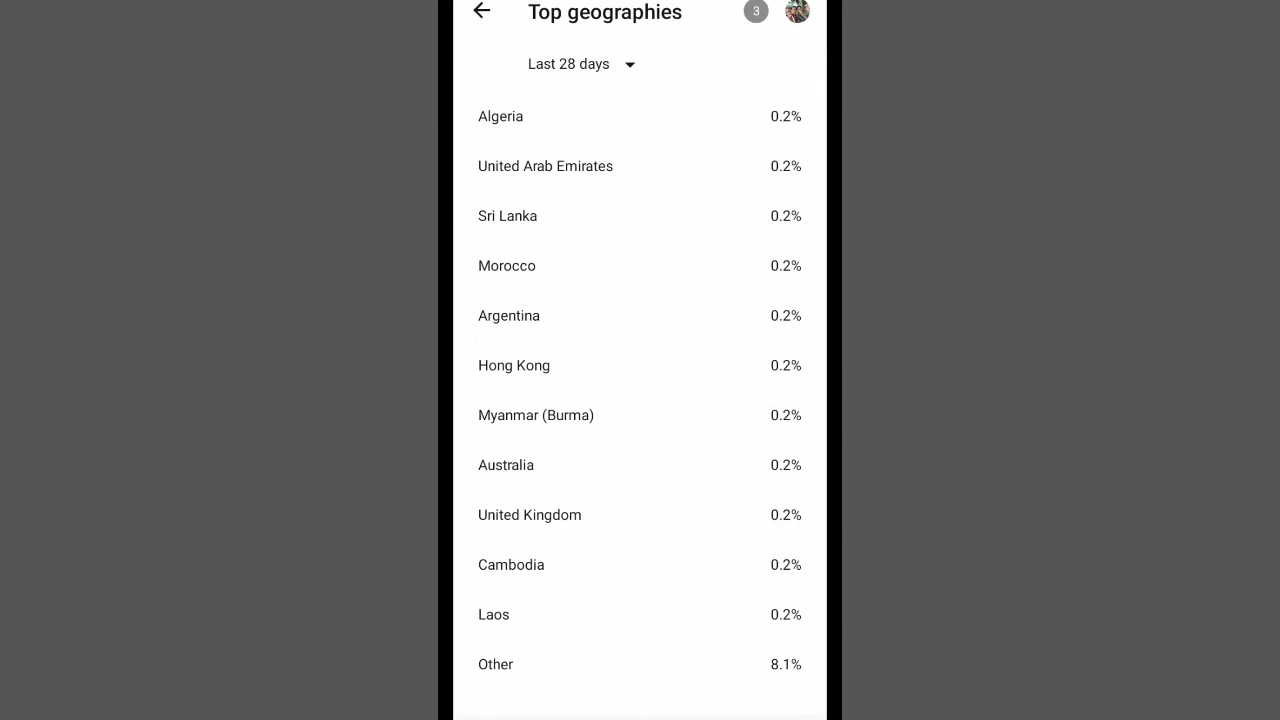 Top geographies 3
Last 28 days
Algeria 0.2%
United Arab Emirates 0.2%
Sri Lanka 0.2%
Morocco 0.2%
Argentina 0.2%
Hong Kong 0.2%
Myanmar (Burma) 0.2%
Australia 0.2%
United Kingdom 0.2%
Cambodia 0.2%
Laos 0.2%
Other 8.1%